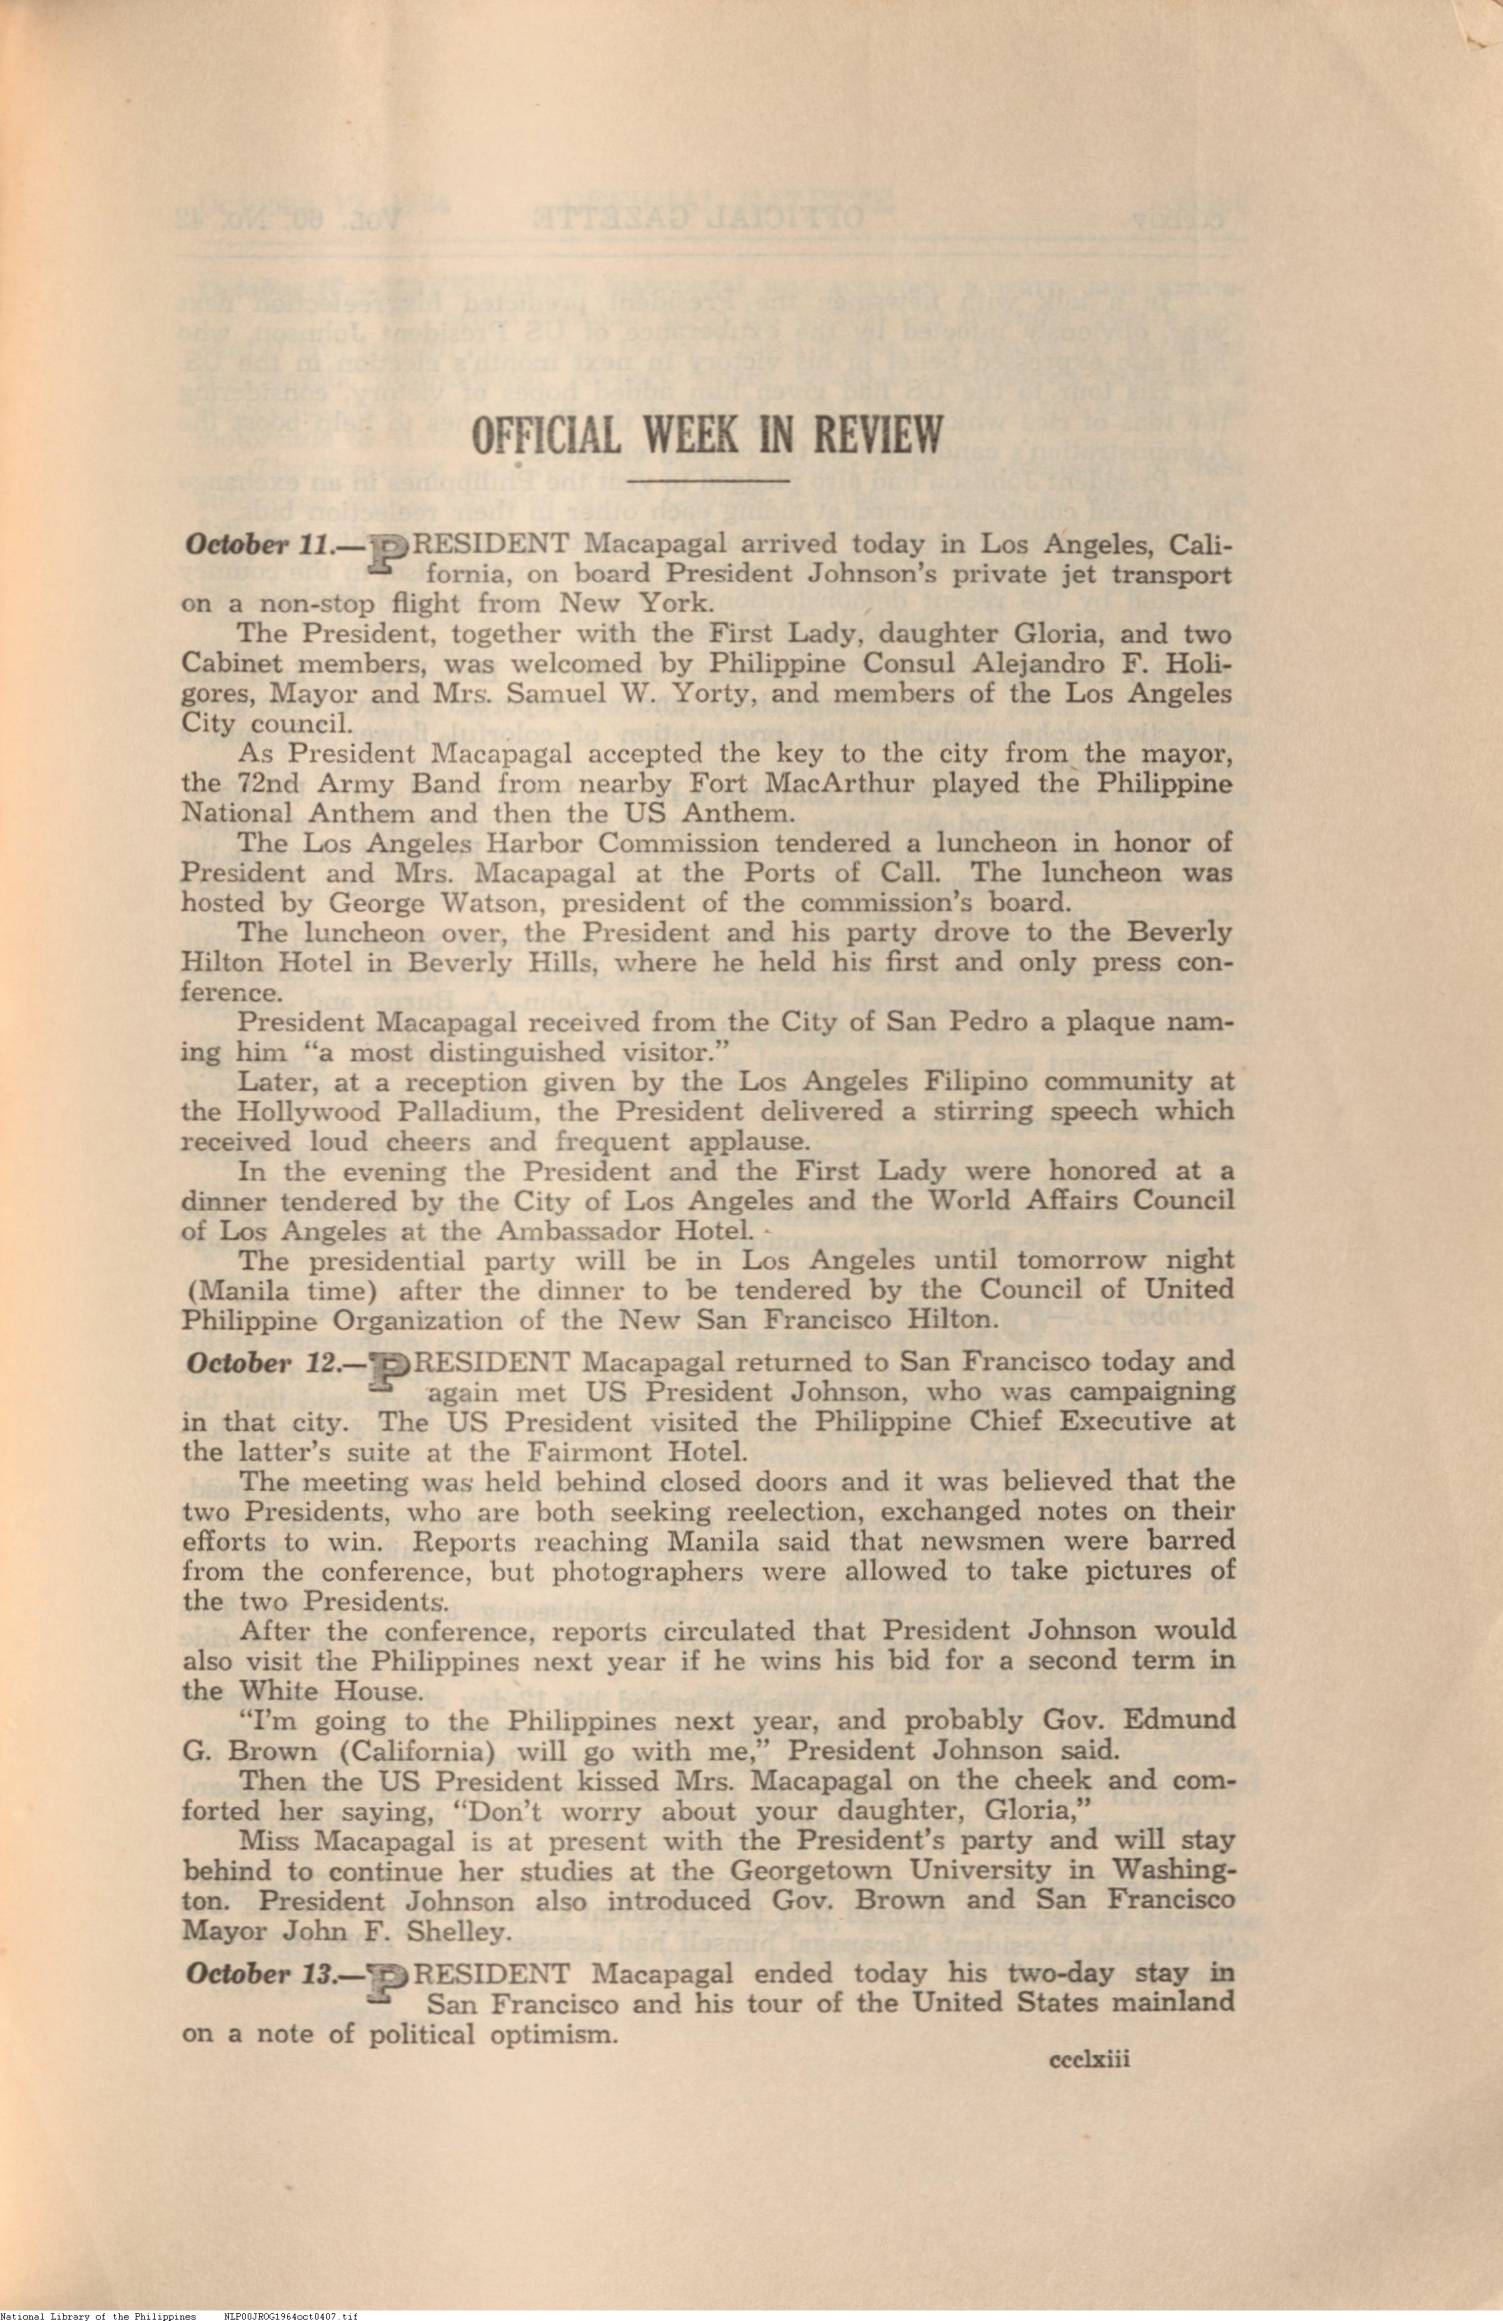 OFFICIAL WEEK IN REVIEW
October 11.—PRESIDENT Macapagal arrived today in Los Angeles, Cali-
fornia, on board President Johnson's private jet transport
on a non-stop flight from New York.
The President, together with the First Lady, daughter Gloria, and two
Cabinet members, was welcomed by Philippine Consul Alejandro F. Holi-
gores, Mayor and Mrs. Samuel W. Yorty, and members of the Los Angeles
City council.
As President Macapagal accepted the key to the city from the mayor,
the 72nd Army Band from nearby Fort MacArthur played the Philippine
National Anthem and then the US Anthem.
The Los Angeles Harbor Commission tendered a luncheon in honor of
President and Mrs. Macapagal at the Ports of Call. The luncheon was
hosted by George Watson, president of the commission's board.
The luncheon over, the President and his party drove to the Beverly
Hilton Hotel in Beverly Hills, where he held his first and only press con-
ference.
President Macapagal received from the City of San Pedro a plaque nam-
ing him "a most distinguished visitor."
Later, at a reception given by the Los Angeles Filipino community at
the Hollywood Palladium, the President delivered a stirring speech which
received loud cheers and frequent applause.
In the evening the President and the First Lady were honored at a
dinner tendered by the City of Los Angeles and the World Affairs Council
of Los Angeles at the Ambassador Hotel.
The presidential party will be in Los Angeles until tomorrow night
(Manila time) after the dinner to be tendered by the Council of United
Philippine Organization of the New San Francisco Hilton.
October 12.—PRESIDENT Macapagal returned to San Francisco today and
again met US President Johnson, who was campaigning
in that city. The US President visited the Philippine Chief Executive at
the latter's suite at the Fairmont Hotel.
The meeting was held behind closed doors and it was believed that the
two Presidents, who are both seeking reelection, exchanged notes on their
efforts to win. Reports reaching Manila said that newsmen were barred
from the conference, but photographers were allowed to take pictures of
the two Presidents.
After the conference, reports circulated that President Johnson would
also visit the Philippines next year if he wins his bid for a second term in
the White House.
"I'm going to the Philippines next year, and probably Gov. Edmund
G. Brown (California) will go with me," President Johnson said.
Then the US President kissed Mrs. Macapagal on the cheek and com-
forted her saying, "Don't worry about your daughter, Gloria,"
Miss Macapagal is at present with the President's party and will stay
behind to continue her studies at the Georgetown University in Washing-
ton. President Johnson also introduced Gov. Brown and San Francisco
Mayor John F. Shelley.
October 13.—PRESIDENT Macapagal ended today his two-day stay in
San Francisco and his tour of the United States mainland
on a note of political optimism.
ccclxiii
National Library of the Philippines NLP00JROG1964oct0407.tif